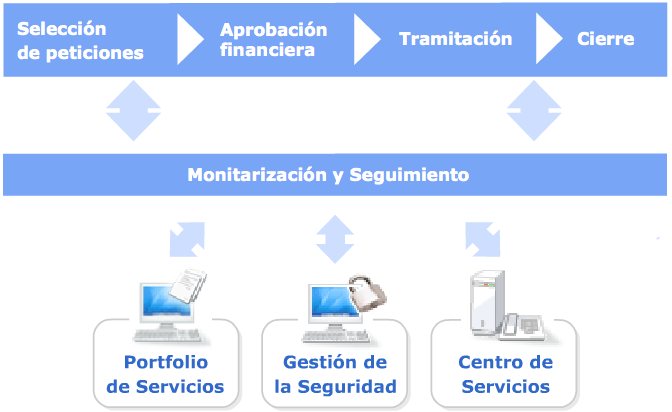 Selección
de peticiones
Aprobación
financiera
Tramitación
Cierre
Monitarización y Seguimiento
Portfolio
de Servicios
Gestión de
la Seguridad
Centro de
Servicios